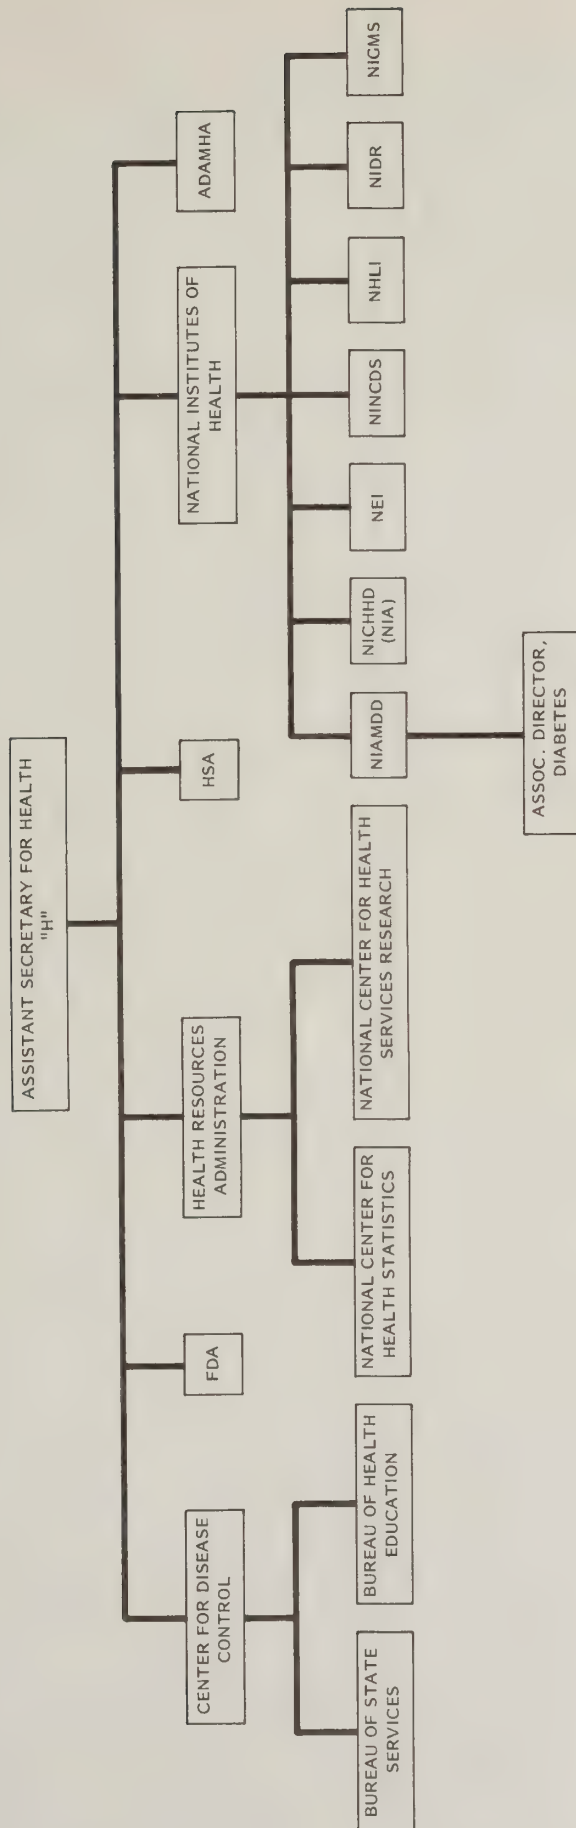 ASSISTANT SECRETARY FOR HEALTH
"H"
CENTER FOR DISEASE
CONTROL
FDA
HEALTH RESOURCES
ADMINISTRATION
HSA
NATIONAL INSTITUTES OF
HEALTH
ADAMHA
BUREAU OF STATE
SERVICES
BUREAU OF HEALTH
EDUCATION
NATIONAL CENTER FOR
HEALTH STATISTICS
NATIONAL CENTER FOR HEALTH
SERVICES RESEARCH
NIAMDD
NICHHD
(NIA)
NEI
NINCDS
NHLI
NIDR
NIGMS
ASSOC. DIRECTOR,
DIABETES